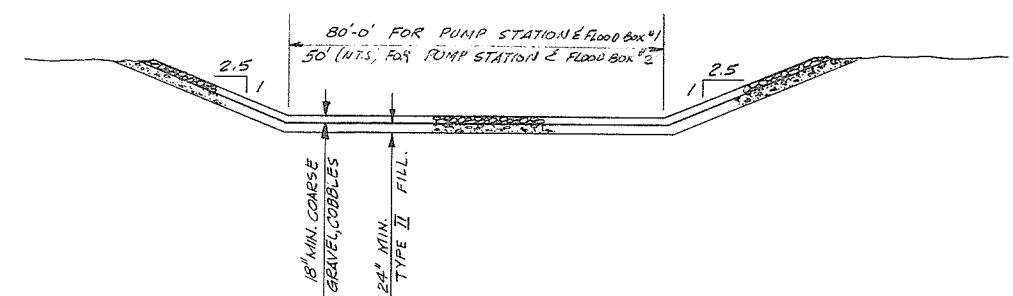 80'-0' FOR PUMP STATION & FLOOD BOX #1
50' (N.T.S, FOR PUMP STATION & FLOOD BOX #2
2.5
1
2.5
1
18" MIN. COARSE
GRAVEL, COBBLES
24" MIN.
TYPE II FILL.